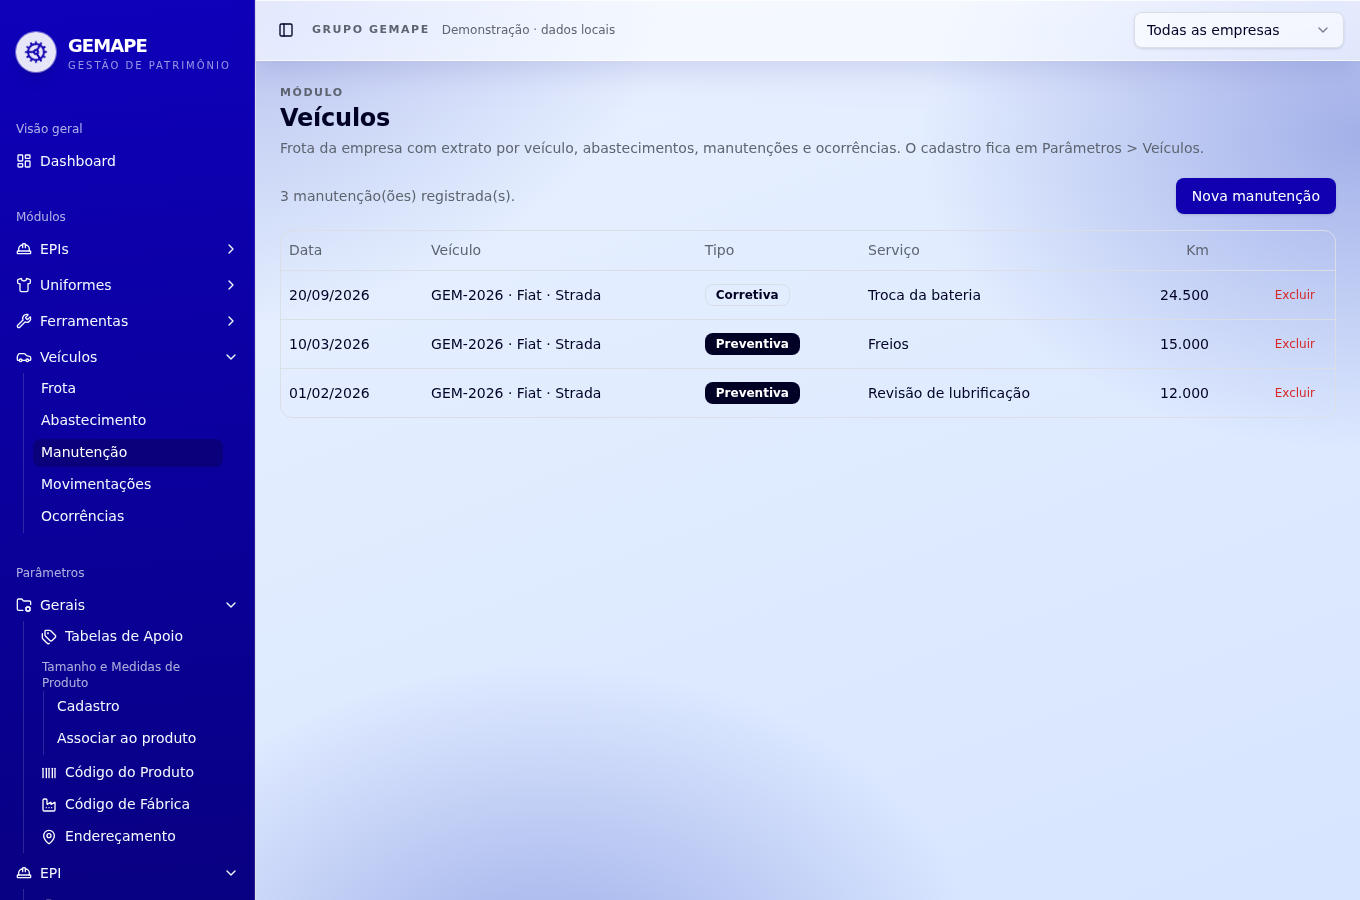 GEMAPE
GESTÃO DE PATRIMÔNIO
Visão geral
Dashboard
Módulos
EPIs
Uniformes
Ferramentas
Veículos
Frota
Abastecimento
Manutenção
Movimentações
Ocorrências
Parâmetros
Gerais
Tabelas de Apoio
Tamanho e Medidas de
Produto
Cadastro
Associar ao produto
Código do Produto
Código de Fábrica
Endereçamento
EPI
GRUPO GEMAPE Demonstração · dados locais
Todas as empresas
MÓDULO
Veículos
Frota da empresa com extrato por veículo, abastecimentos, manutenções e ocorrências. O cadastro fica em Parâmetros > Veículos.
3 manutenção(ões) registrada(s).
Nova manutenção
Data Veículo Tipo Serviço Km
20/09/2026 GEM-2026 · Fiat · Strada Corretiva Troca da bateria 24.500 Excluir
10/03/2026 GEM-2026 · Fiat · Strada Preventiva Freios 15.000 Excluir
01/02/2026 GEM-2026 · Fiat · Strada Preventiva Revisão de lubrificação 12.000 Excluir